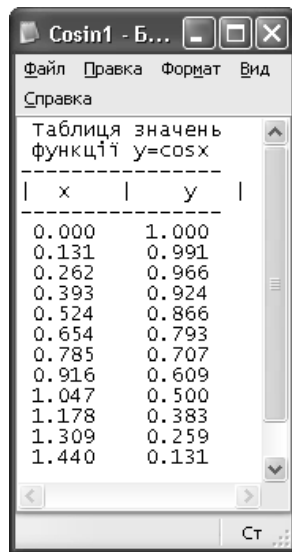 Cosin1 - Б...
Файл Правка Формат Вид
Справка
Таблиця значень
функції y=cosx
--------------------
|   x   |   y   |
--------------------
0.000 1.000
0.131 0.991
0.262 0.966
0.393 0.924
0.524 0.866
0.654 0.793
0.785 0.707
0.916 0.609
1.047 0.500
1.178 0.383
1.309 0.259
1.440 0.131
Ст